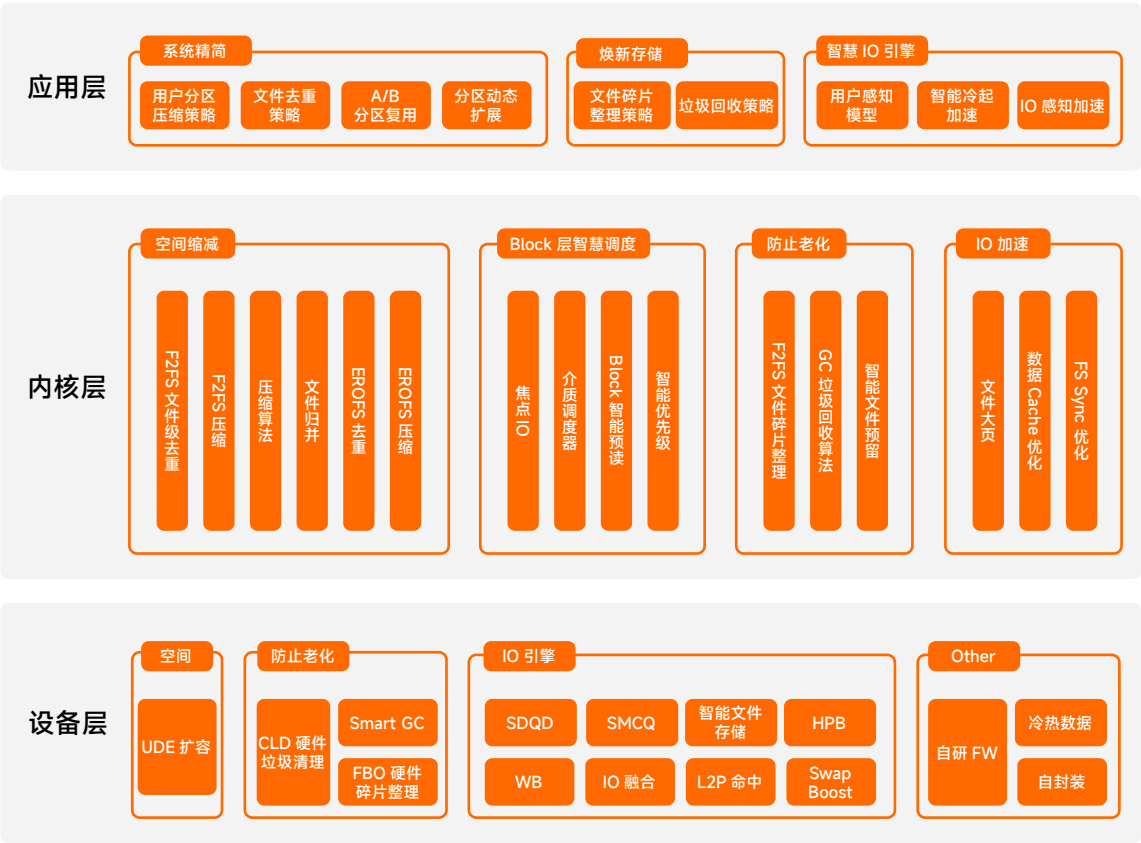 应用层
系统精简
用户分区
压缩策略
文件去重
策略
A/B
分区复用
分区动态
扩展
焕新存储
文件碎片
整理策略
垃圾回收策略
智慧 IO 引擎
用户感知
模型
智能冷起
加速
IO 感知加速
内核层
空间缩减
F2FS 文件级去重
F2FS 压缩
压缩算法
文件归并
EROFS 去重
EROFS 压缩
Block 层智慧调度
焦点 IO
介质调度器
Block 智能预读
智能优先级
防止老化
F2FS 文件碎片整理
GC 垃圾回收算法
智能文件预留
IO 加速
文件大页
数据 Cache 优化
FS Sync 优化
设备层
空间
UDE 扩容
防止老化
CLD 硬件
垃圾清理
Smart GC
FBO 硬件
碎片整理
IO 引擎
SDQD
SMCQ
智能文件
存储
HPB
WB
IO 融合
L2P 命中
Swap
Boost
Other
自研 FW
冷热数据
自封装